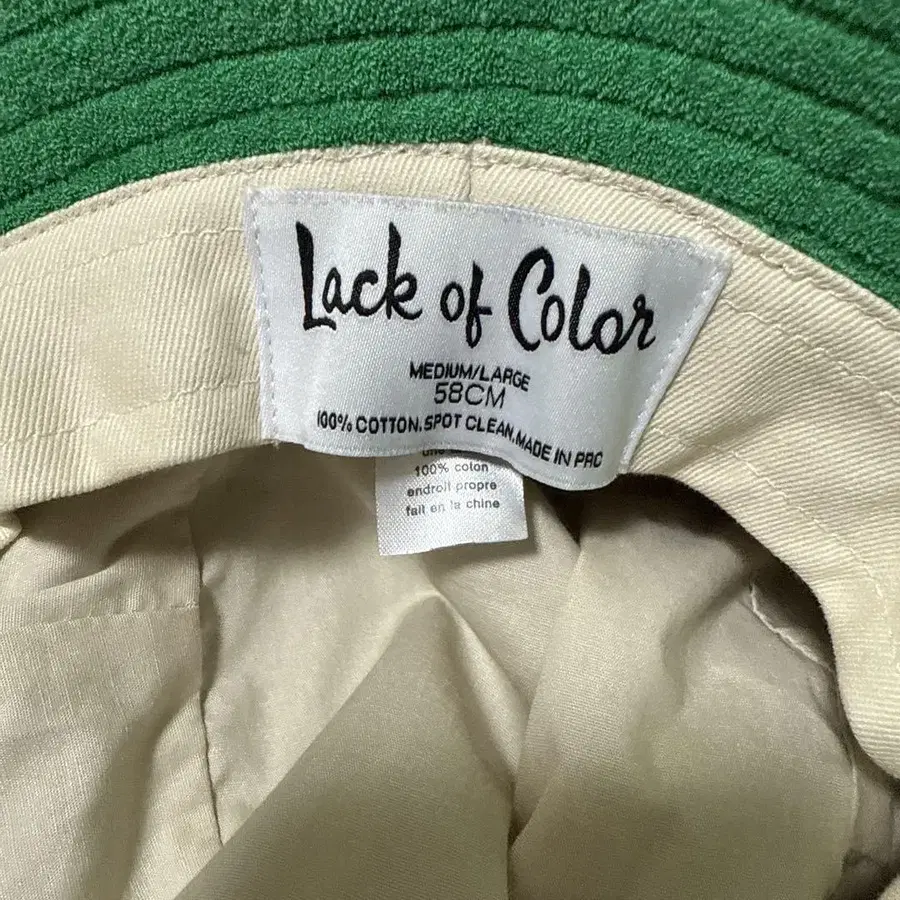 Lack of Color
MEDIUM/LARGE
58CM
100% COTTON. SPOT CLEAN. MADE IN PRC
100% coton
endroit propre
fait en la chine